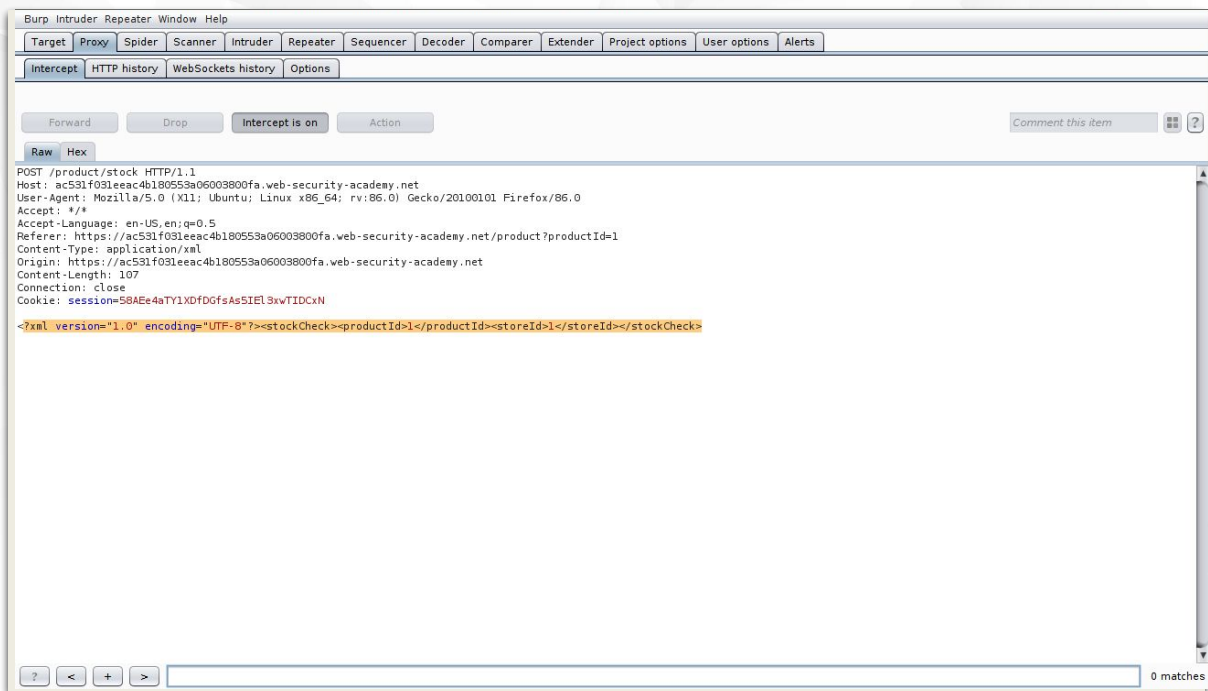 Burp Intruder Repeater Window Help
Target Proxy Spider Scanner Intruder Repeater Sequencer Decoder Comparer Extender Project options User options Alerts
Intercept HTTP history WebSockets history Options
Forward Drop Intercept is on Action Comment this item ?
Raw Hex
POST /product/stock HTTP/1.1
Host: ac531f031eeac4b180553a06003800fa.web-security-academy.net
User-Agent: Mozilla/5.0 (X11; Ubuntu; Linux x86_64; rv:86.0) Gecko/20100101 Firefox/86.0
Accept: */*
Accept-Language: en-US,en;q=0.5
Referer: https://ac531f031eeac4b180553a06003800fa.web-security-academy.net/product?productId=1
Content-Type: application/xml
Origin: https://ac531f031eeac4b180553a06003800fa.web-security-academy.net
Content-Length: 107
Connection: close
Cookie: session=58AEe4aTY1XDfDGfsAs5IEl3xwTIDCxN
<?xml version="1.0" encoding="UTF-8"?><stockCheck><productId>1</productId><storeId>1</storeId></stockCheck>
? < + > 0 matches